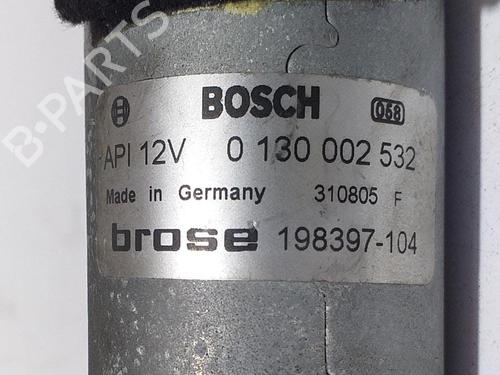 BOSCH 068
API 12V 0 130 002 532
Made in Germany 310805 F
brose 198397-104
B-PARTS